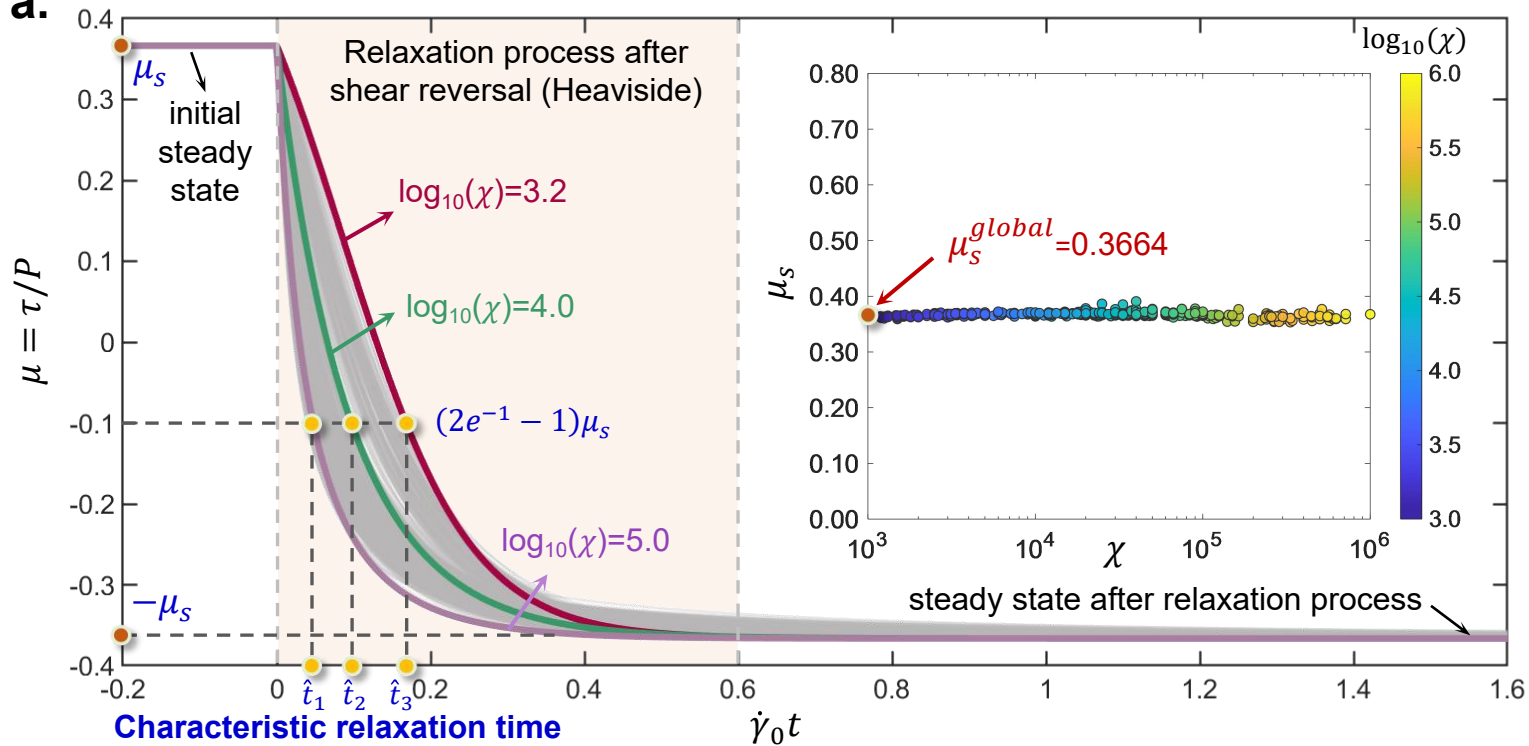 a.
0.4
0.3
0.2
0.1
0
-0.1
-0.2
-0.3
-0.4
μ = τ/P
μₛ
initial
steady
state
Relaxation process after
shear reversal (Heaviside)
log₁₀(χ)=3.2
log₁₀(χ)=4.0
(2e⁻¹ − 1)μₛ
log₁₀(χ)=5.0
−μₛ
-0.2
0
0.2
0.4
0.6
0.8
1
1.2
1.4
1.6
t̂₁
t̂₂
t̂₃
Characteristic relaxation time
γ̇₀t
log₁₀(χ)
0.80
0.70
0.60
0.50
0.40
0.30
0.20
0.10
0.00
μₛ
μₛᵍˡᵒᵇᵃˡ=0.3664
10³
10⁴
χ
10⁵
10⁶
6.0
5.5
5.0
4.5
4.0
3.5
3.0
steady state after relaxation process